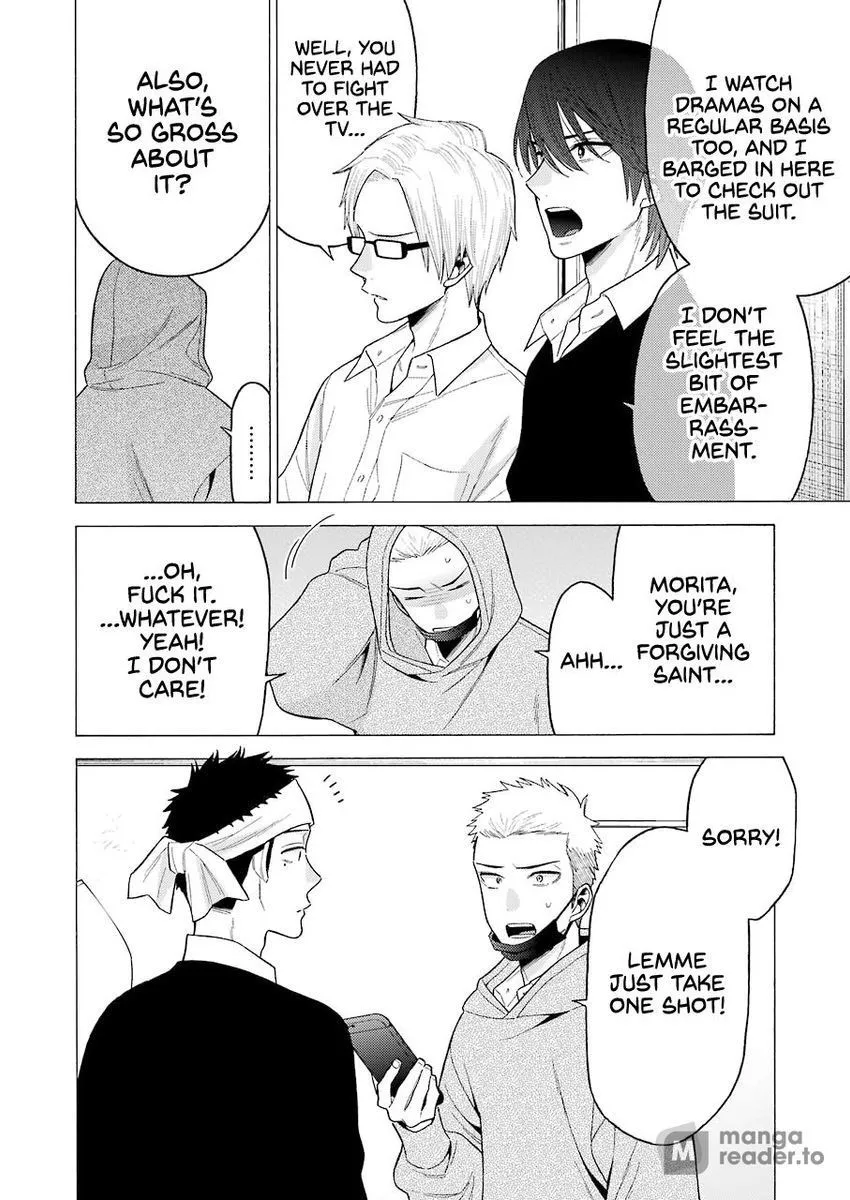 I WATCH
DRAMAS ON A
REGULAR BASIS
TOO, AND I
BARGED IN HERE
TO CHECK OUT
THE SUIT.
I DON'T
FEEL THE
SLIGHTEST
BIT OF
EMBAR-
RASS-
MENT.
WELL, YOU
NEVER HAD
TO FIGHT
OVER THE
TV...
ALSO,
WHAT'S
SO GROSS
ABOUT
IT?
.........
MORITA,
YOU'RE
JUST A
FORGIVING
SAINT...
AHH...
...OH,
FUCK IT.
...WHATEVER!
YEAH!
I DON'T
CARE!
SORRY!
LEMME
JUST TAKE
ONE SHOT!
M manga
reader.to